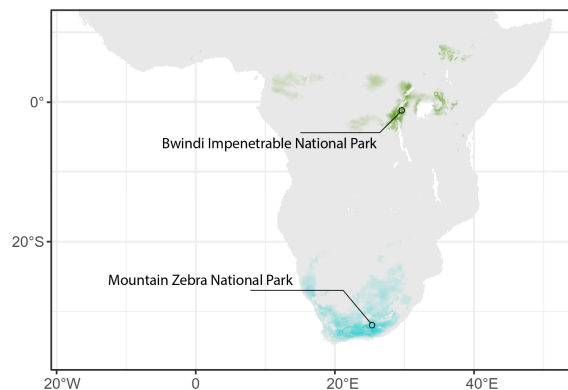 0°
Bwindi Impenetrable National Park
20°S
Mountain Zebra National Park
20°W
0
20°E
40°E